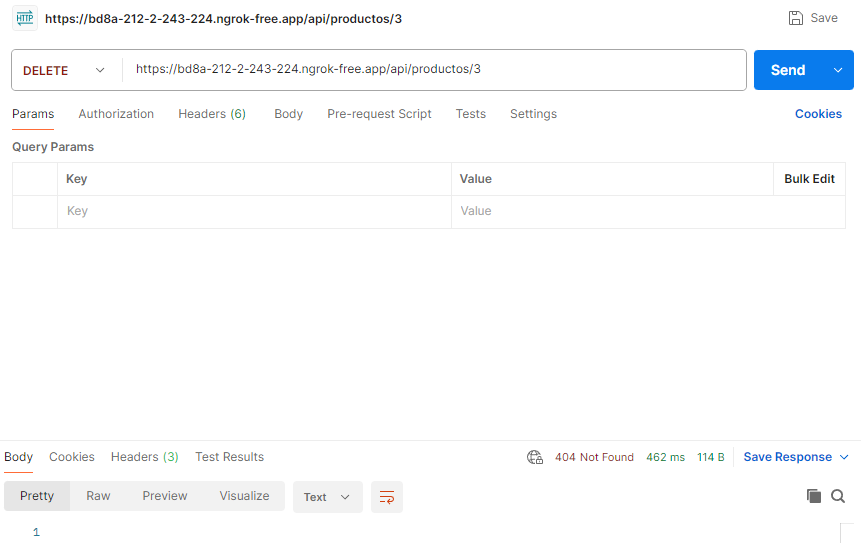 HTTP https://bd8a-212-2-243-224.ngrok-free.app/api/productos/3 Save
DELETE https://bd8a-212-2-243-224.ngrok-free.app/api/productos/3 Send
Params Authorization Headers (6) Body Pre-request Script Tests Settings Cookies
Query Params
Key Value Bulk Edit
Key Value
Body Cookies Headers (3) Test Results 404 Not Found 462 ms 114 B Save Response
Pretty Raw Preview Visualize Text
1